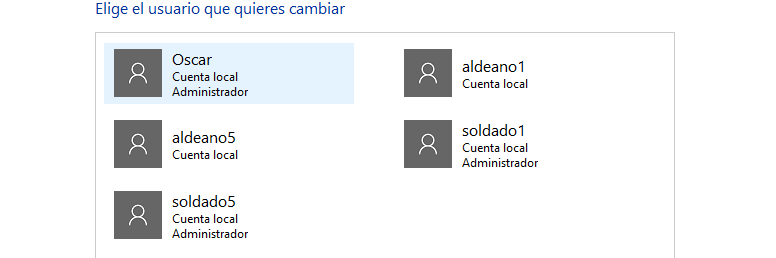 Elige el usuario que quieres cambiar
Oscar
Cuenta local
Administrador
aldeano1
Cuenta local
aldeano5
Cuenta local
soldado1
Cuenta local
Administrador
soldado5
Cuenta local
Administrador